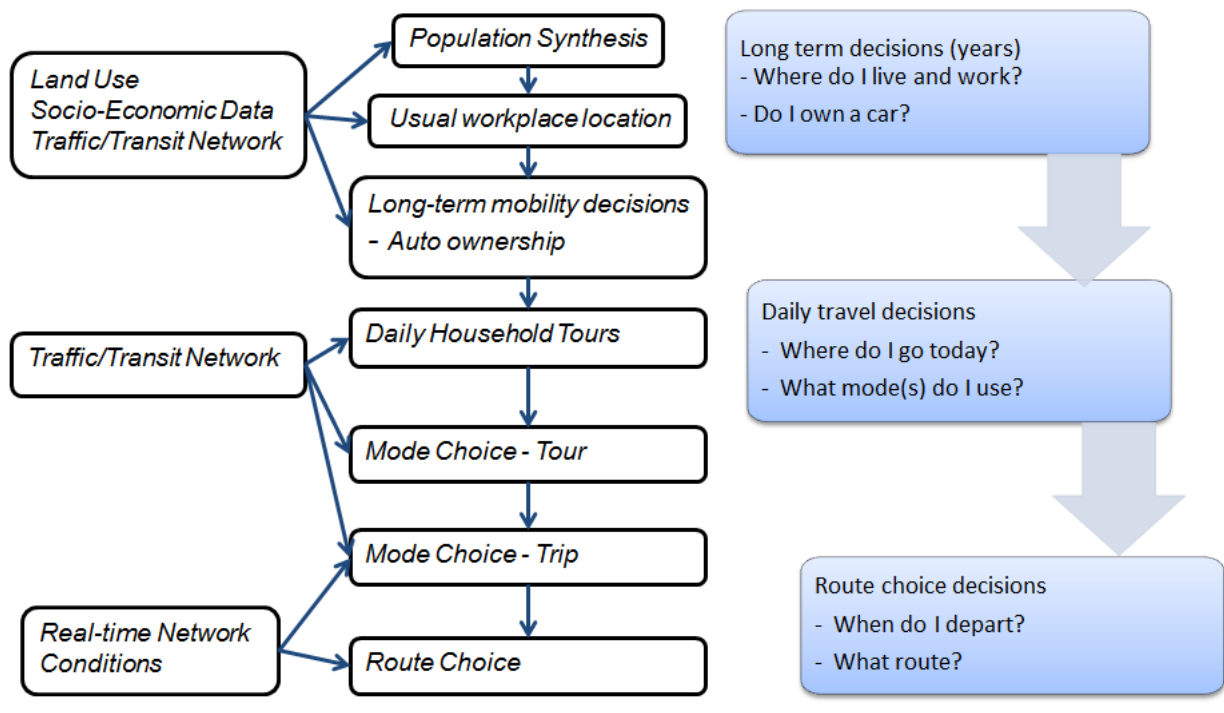 Population Synthesis
Land Use
Socio-Economic Data
Traffic/Transit Network
Usual workplace location
Long-term mobility decisions
- Auto ownership
Traffic/Transit Network
Daily Household Tours
Mode Choice - Tour
Mode Choice - Trip
Real-time Network
Conditions
Route Choice
Long term decisions (years)
- Where do I live and work?
- Do I own a car?
Daily travel decisions
- Where do I go today?
- What mode(s) do I use?
Route choice decisions
- When do I depart?
- What route?